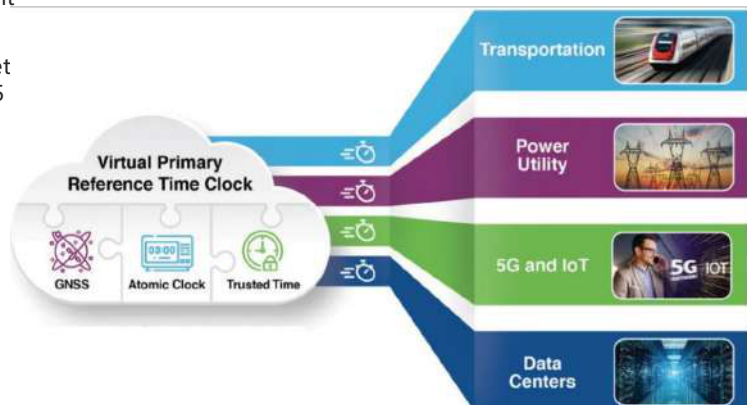 Virtual Primary
Reference Time Clock
03:00
GNSS
Atomic Clock
Trusted Time
Transportation
Power
Utility
5G and IoT
5G IOT
Data
Centers